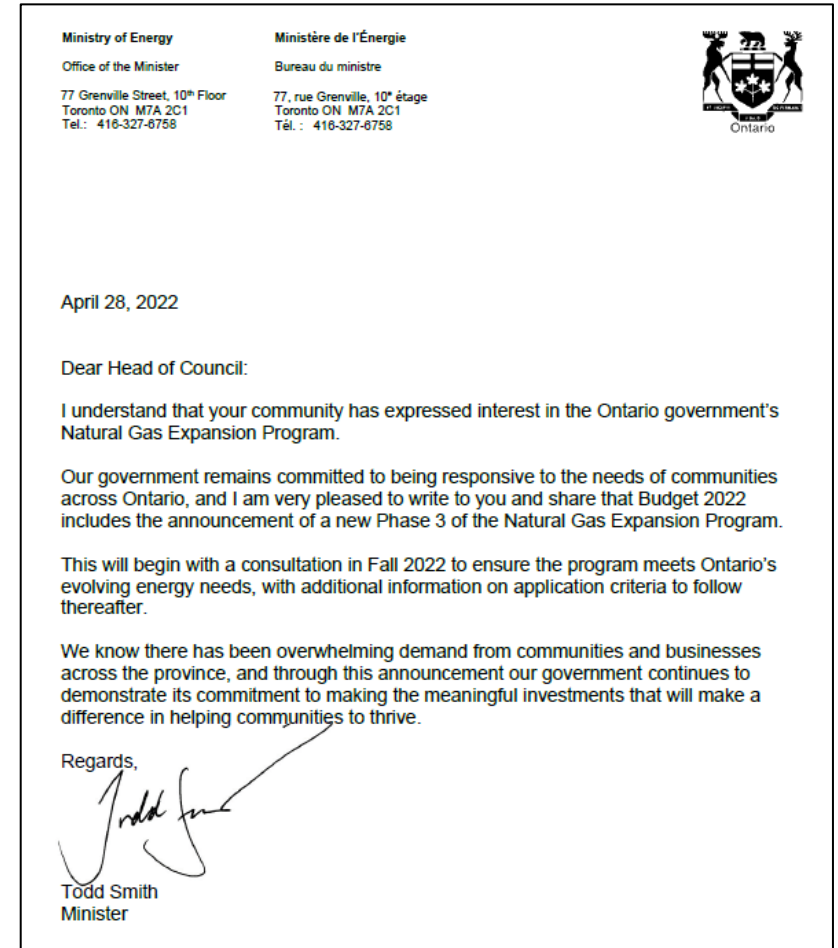 Ministry of Energy
Office of the Minister
77 Grenville Street, 10th Floor
Toronto ON M7A 2C1
Tel.: 416-327-6758
Ministère de l'Énergie
Bureau du ministre
77, rue Grenville, 10e étage
Toronto ON M7A 2C1
Tél. : 416-327-6758
Ontario
April 28, 2022
Dear Head of Council:
I understand that your community has expressed interest in the Ontario government's
Natural Gas Expansion Program.
Our government remains committed to being responsive to the needs of communities
across Ontario, and I am very pleased to write to you and share that Budget 2022
includes the announcement of a new Phase 3 of the Natural Gas Expansion Program.
This will begin with a consultation in Fall 2022 to ensure the program meets Ontario's
evolving energy needs, with additional information on application criteria to follow
thereafter.
We know there has been overwhelming demand from communities and businesses
across the province, and through this announcement our government continues to
demonstrate its commitment to making the meaningful investments that will make a
difference in helping communities to thrive.
Regards,
Todd Smith
Minister